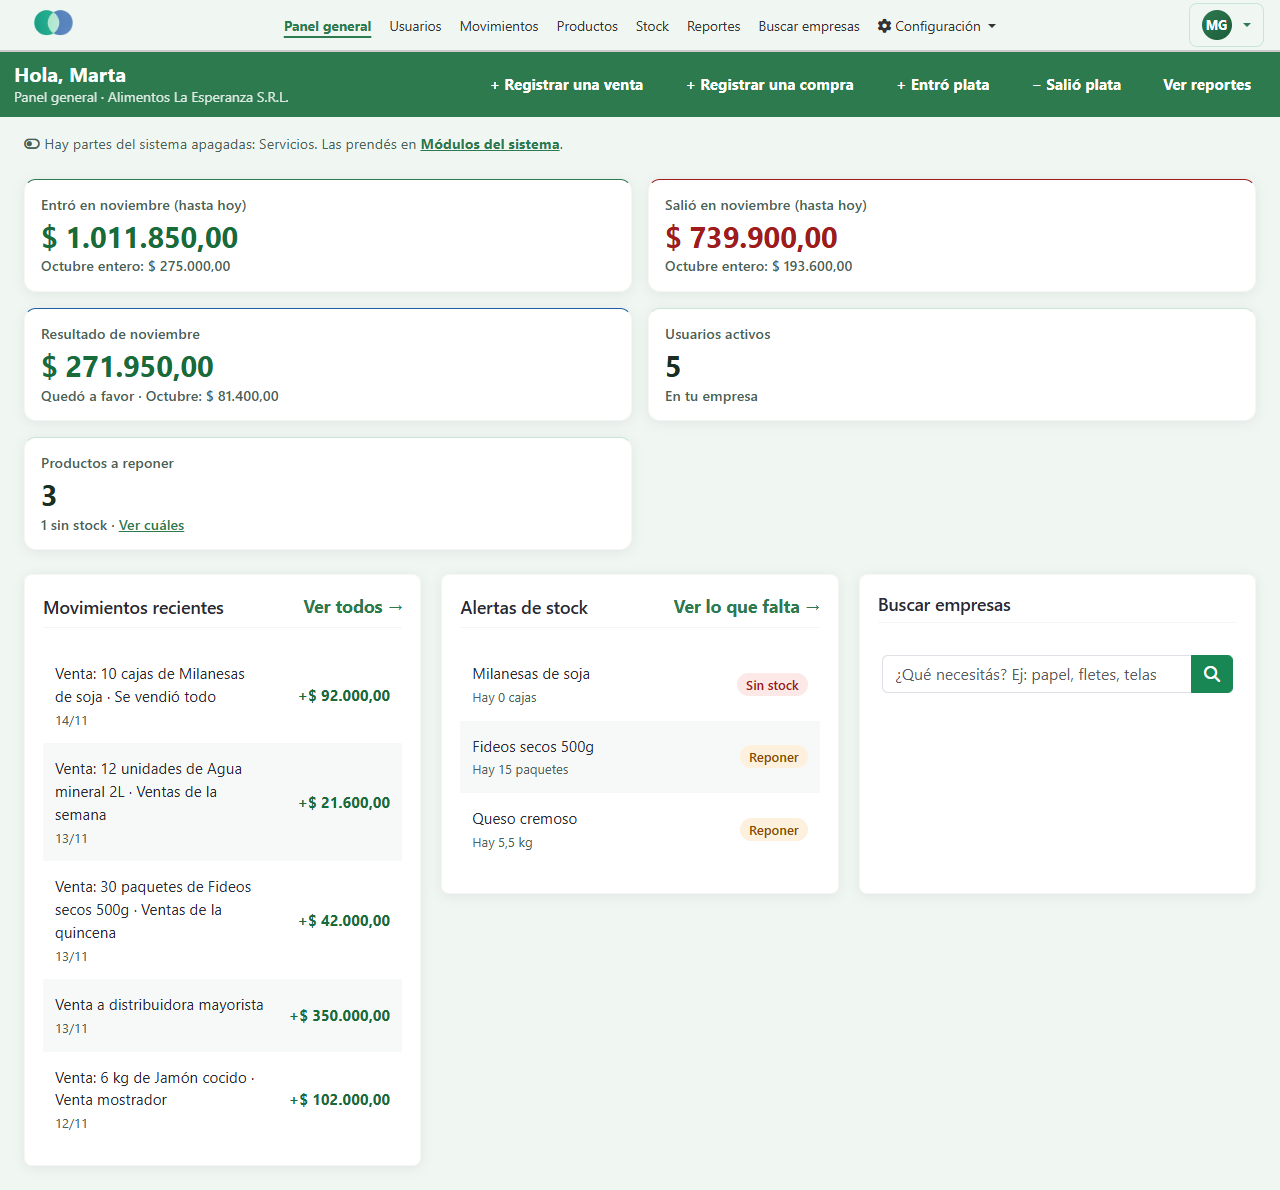 Panel general Usuarios Movimientos Productos Stock Reportes Buscar empresas Configuración MG
Hola, Marta
Panel general · Alimentos La Esperanza S.R.L.
+ Registrar una venta + Registrar una compra + Entró plata − Salió plata Ver reportes
Hay partes del sistema apagadas: Servicios. Las prendés en Módulos del sistema.
Entró en noviembre (hasta hoy)
$ 1.011.850,00
Octubre entero: $ 275.000,00
Salió en noviembre (hasta hoy)
$ 739.900,00
Octubre entero: $ 193.600,00
Resultado de noviembre
$ 271.950,00
Quedó a favor · Octubre: $ 81.400,00
Usuarios activos
5
En tu empresa
Productos a reponer
3
1 sin stock · Ver cuáles
Movimientos recientes Ver todos →
Venta: 10 cajas de Milanesas
de soja · Se vendió todo
14/11
+$ 92.000,00
Venta: 12 unidades de Agua
mineral 2L · Ventas de la
semana
13/11
+$ 21.600,00
Venta: 30 paquetes de Fideos
secos 500g · Ventas de la
quincena
13/11
+$ 42.000,00
Venta a distribuidora mayorista
13/11
+$ 350.000,00
Venta: 6 kg de Jamón cocido ·
Venta mostrador
12/11
+$ 102.000,00
Alertas de stock Ver lo que falta →
Milanesas de soja
Hay 0 cajas
Sin stock
Fideos secos 500g
Hay 15 paquetes
Reponer
Queso cremoso
Hay 5,5 kg
Reponer
Buscar empresas
¿Qué necesitás? Ej: papel, fletes, telas